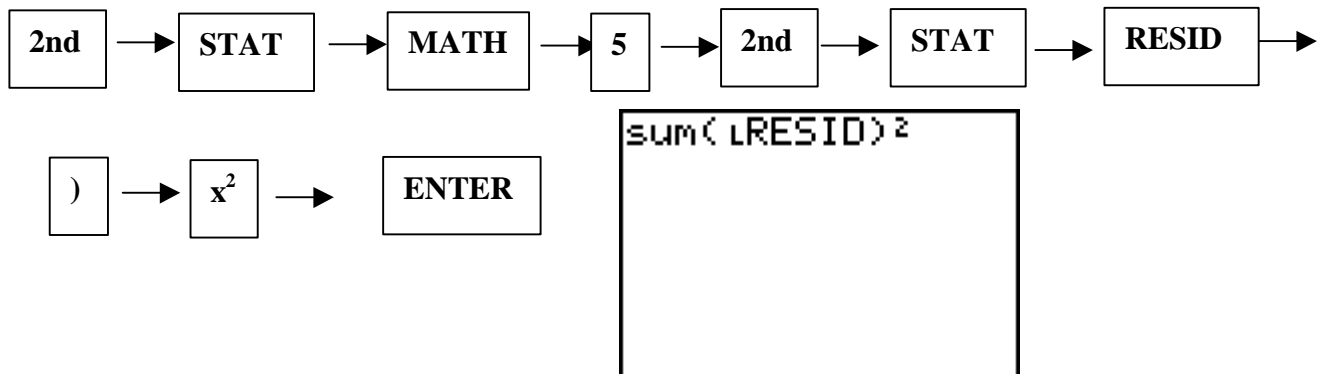 2nd STAT MATH 5 2nd STAT RESID
sum(ʟRESID)²
) x² ENTER